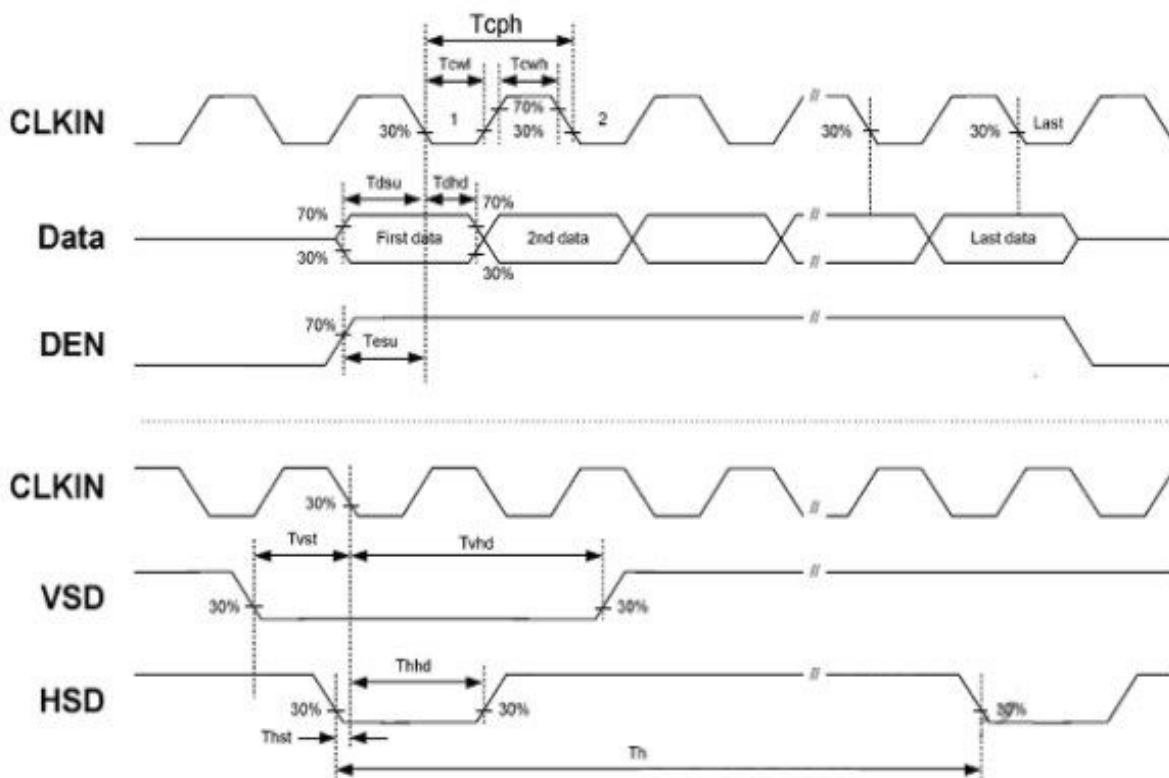 Tcph
Tcwl Tcwh
CLKIN 30% 1 70% 30% 2 // 30% 30% Last
Tdsu Tdhd
70% 70%
Data First data 2nd data // Last data
30% 30%
DEN 70% //
Tesu
CLKIN 30% //
Tvst Tvhd
VSD 30% 30% //
Thhd
HSD 30% 30% // 30%
Thst
Th